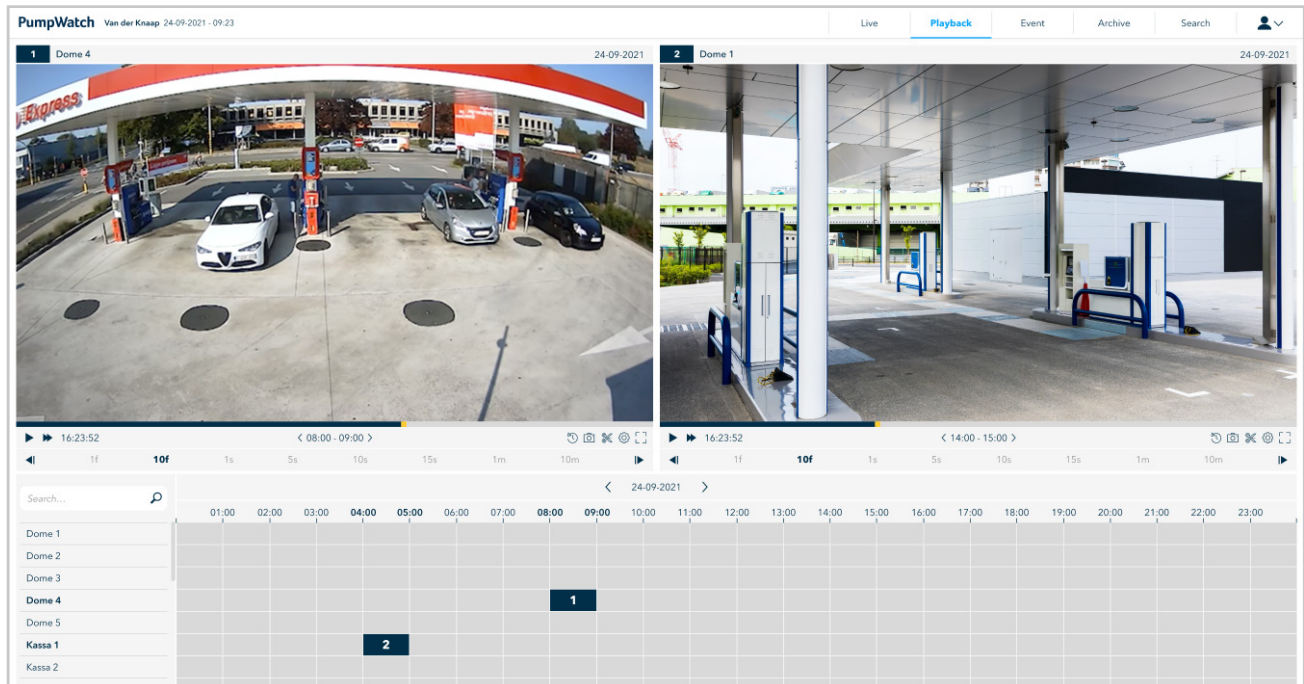 PumpWatch Van der Knaap 24-09-2021 - 09:23 Live Playback Event Archive Search
1 Dome 4 24-09-2021
2 Dome 1 24-09-2021
Express
16:23:52 < 08:00 - 09:00 >
1f 10f 1s 5s 10s 15s 1m 10m
16:23:52 < 14:00 - 15:00 >
1f 10f 1s 5s 10s 15s 1m 10m
Search...
< 24-09-2021 >
01:00 02:00 03:00 04:00 05:00 06:00 07:00 08:00 09:00 10:00 11:00 12:00 13:00 14:00 15:00 16:00 17:00 18:00 19:00 20:00 21:00 22:00 23:00
Dome 1
Dome 2
Dome 3
Dome 4 1
Dome 5
Kassa 1 2
Kassa 2